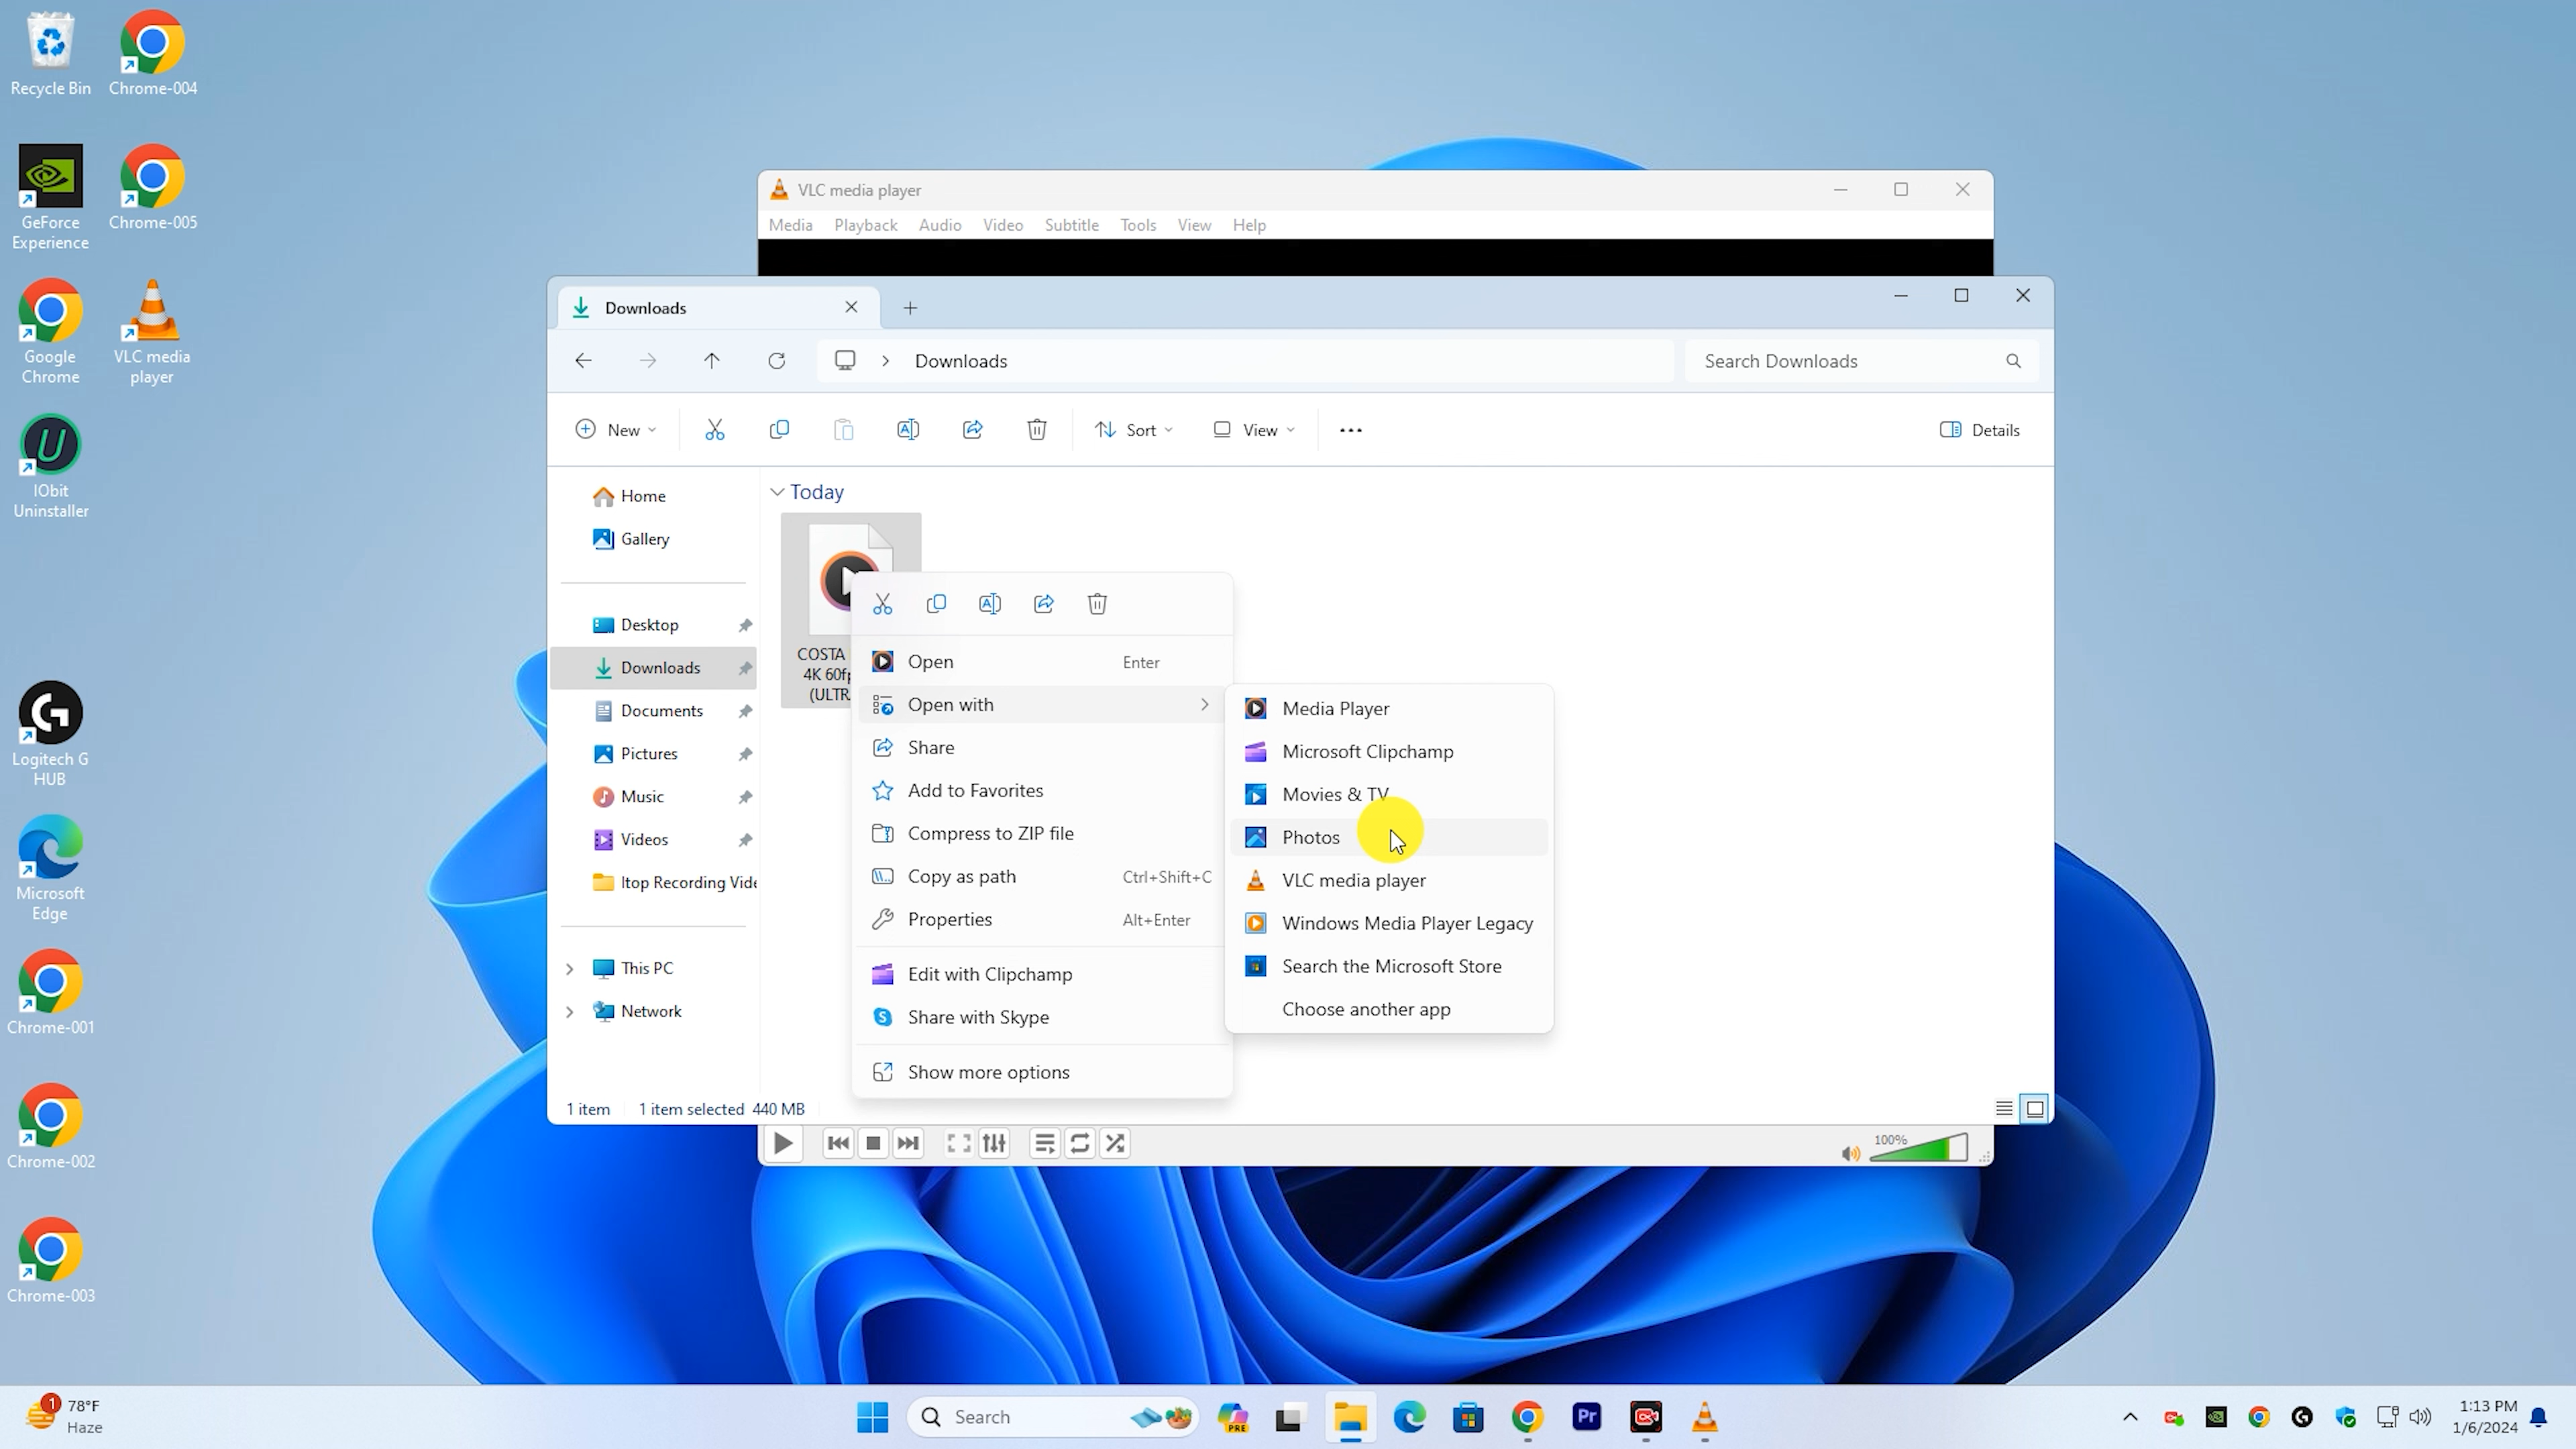 Recycle Bin
Chrome-004
GeForce
Experience
Chrome-005
Google
Chrome
VLC media
player
IObit
Uninstaller
Logitech G
HUB
Microsoft
Edge
Chrome-001
Chrome-002
Chrome-003
VLC media player
Media Playback Audio Video Subtitle Tools View Help
Downloads
Downloads
Search Downloads
New
Sort
View
Details
Home
Gallery
Desktop
Downloads
Documents
Pictures
Music
Videos
Itop Recording Vide
This PC
Network
Today
COSTA
4K 60fp
(ULTR
Open Enter
Open with
Share
Add to Favorites
Compress to ZIP file
Copy as path Ctrl+Shift+C
Properties Alt+Enter
Edit with Clipchamp
Share with Skype
Show more options
Media Player
Microsoft Clipchamp
Movies & TV
Photos
VLC media player
Windows Media Player Legacy
Search the Microsoft Store
Choose another app
1 item 1 item selected 440 MB
100%
1
78°F
Haze
Search
PRE
Pr
1:13 PM
1/6/2024